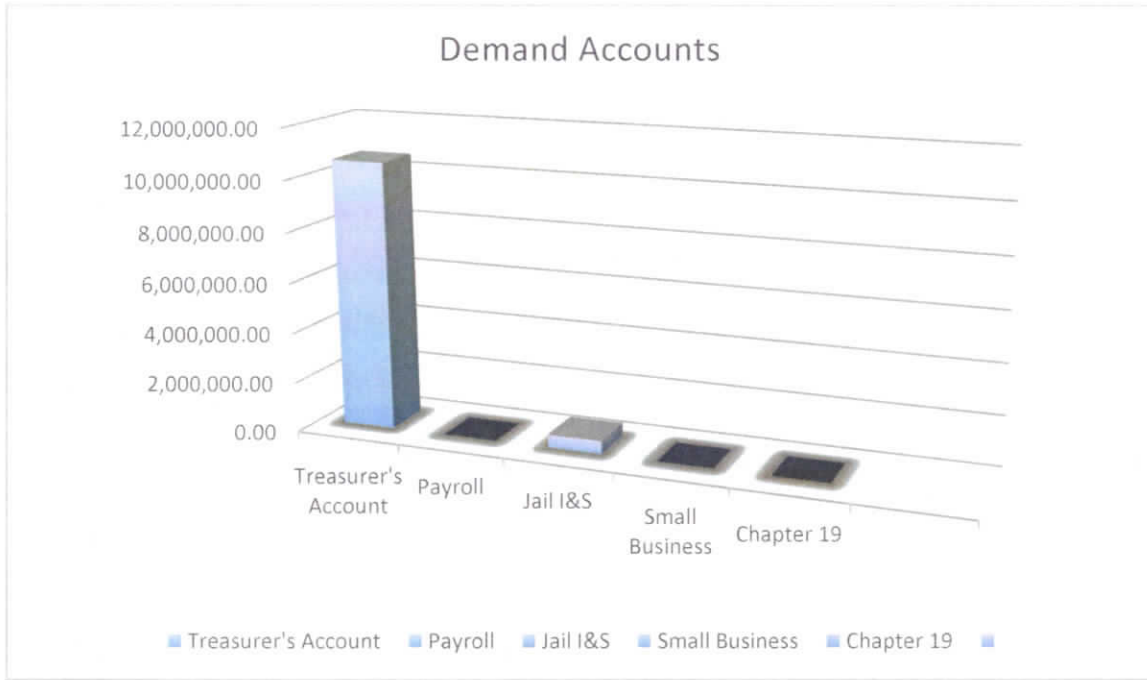 Demand Accounts
12,000,000.00
10,000,000.00
8,000,000.00
6,000,000.00
4,000,000.00
2,000,000.00
0.00
Treasurer's
Account
Payroll
Jail I&S
Small
Business
Chapter 19
Treasurer's Account Payroll Jail I&S Small Business Chapter 19